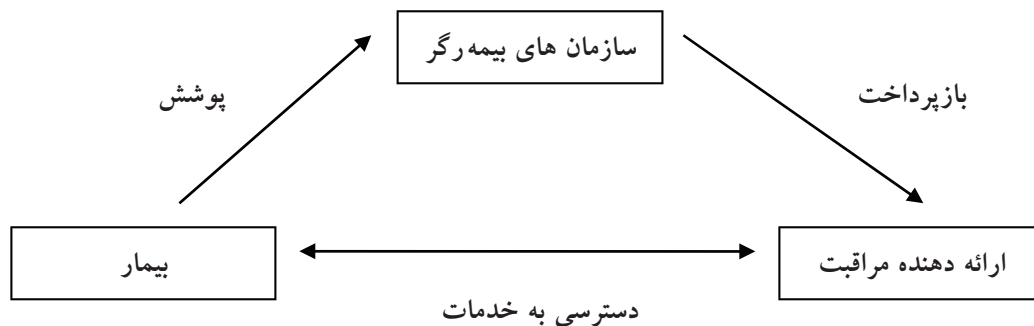 سازمان های بیمه رگر
پوشش
بازپرداخت
بیمار
ارائه دهنده مراقبت
دسترسی به خدمات